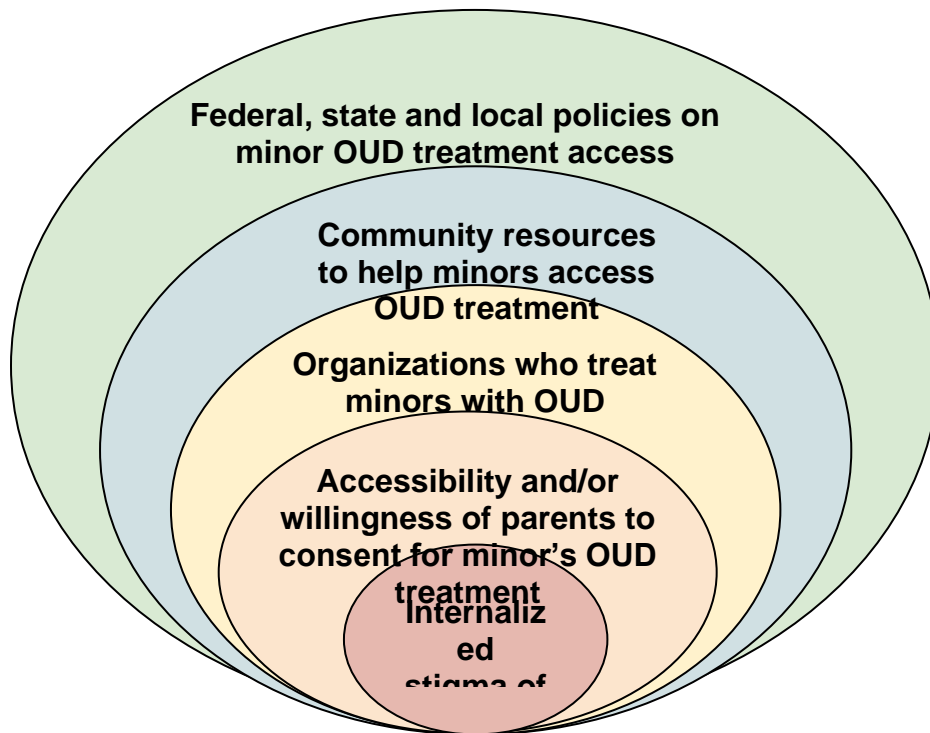 Federal, state and local policies on
minor OUD treatment access
Community resources
to help minors access
OUD treatment
Organizations who treat
minors with OUD
Accessibility and/or
willingness of parents to
consent for minor’s OUD
treatment
Internaliz
ed
stigma of